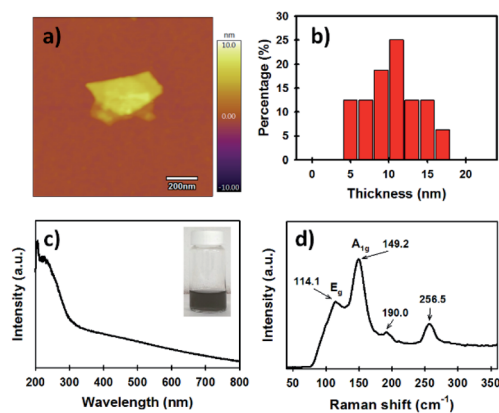 a)
nm
10.0
0.00
-10.00
200nm
b)
Percentage (%)
30
25
20
15
10
5
0
0 10 20
Thickness (nm)
c)
Intensity (a.u.)
200 300 400 500 600 700 800
Wavelength (nm)
d)
Intensity (a.u.)
A1g
149.2
114.1
Eg
190.0
256.5
50 100 150 200 250 300 350
Raman shift (cm-1)